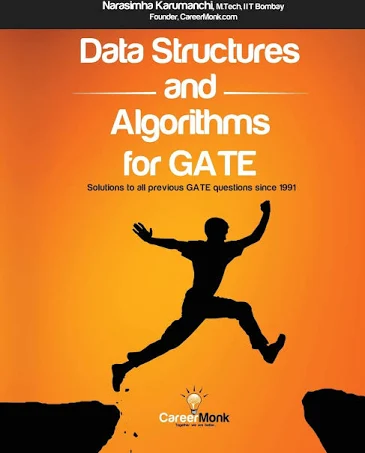 Narasimha Karumanchi, M.Tech, IIT Bombay
Founder, CareerMonk.com
Data Structures
and
Algorithms
for GATE
Solutions to all previous GATE questions since 1991
CareerMonk